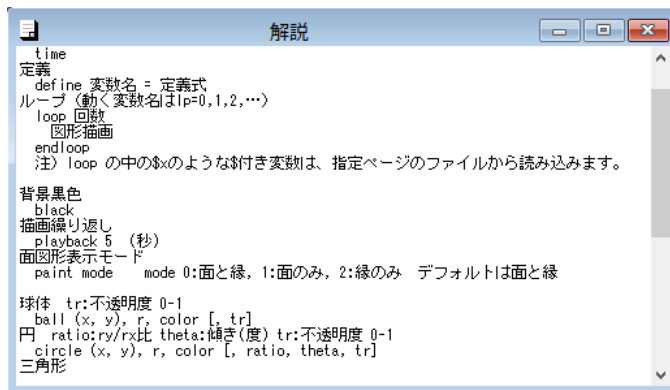 解説
time
定義
define 変数名 = 定義式
ループ (動く変数名はlp=0,1,2,…)
loop 回数
図形描画
endloop
注) loop の中の$xのような$付き変数は、指定ページのファイルから読み込みます。
背景黒色
black
描画繰り返し
playback 5 (秒)
面図形表示モード
paint mode mode 0:面と縁, 1:面のみ, 2:縁のみ デフォルトは面と縁
球体 tr:不透明度 0-1
ball (x, y), r, color [, tr]
円 ratio:ry/rx比 theta:傾き(度) tr:不透明度 0-1
circle (x, y), r, color [, ratio, theta, tr]
三角形